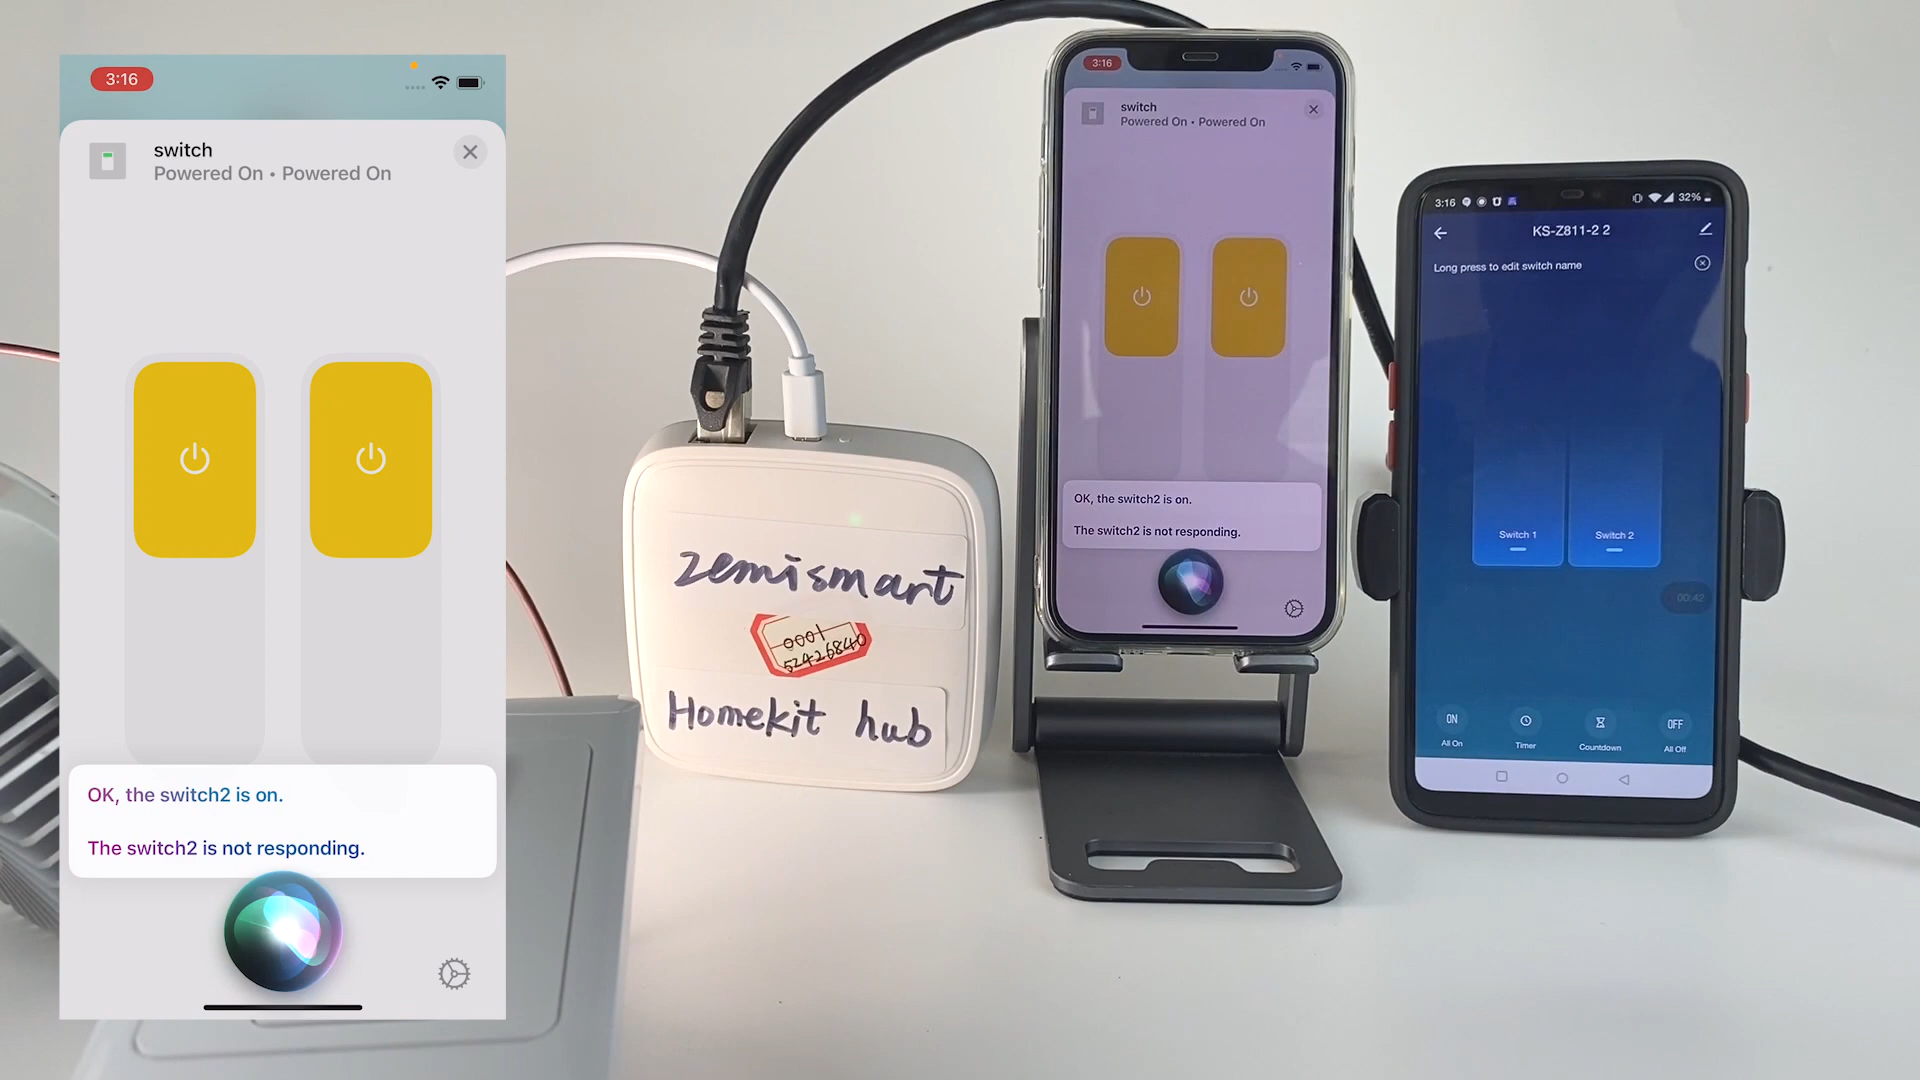 3:16
switch
Powered On • Powered On
OK, the switch2 is on.
The switch2 is not responding.
zemismart
0001
52426840
Homekit hub
3:16
switch
Powered On • Powered On
OK, the switch2 is on.
The switch2 is not responding.
3:16
32%
KS-Z811-2 2
Long press to edit switch name
Switch 1
Switch 2
00:42
ON
OFF
All On
Timer
Countdown
All Off